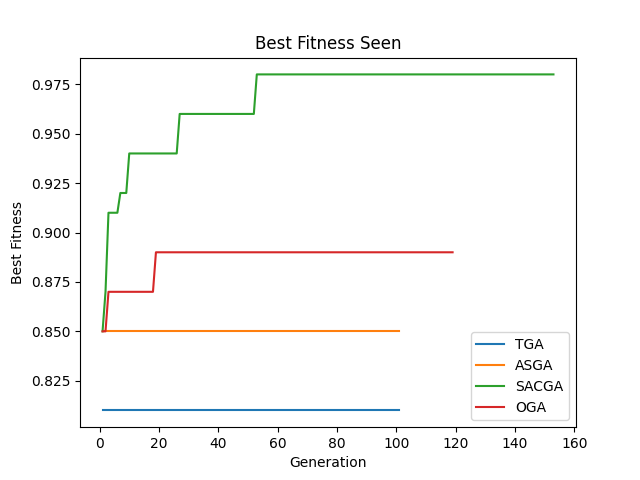 Best Fitness Seen
Best Fitness
0.975
0.950
0.925
0.900
0.875
0.850
0.825
0 20 40 60 80 100 120 140 160
Generation
TGA
ASGA
SACGA
OGA